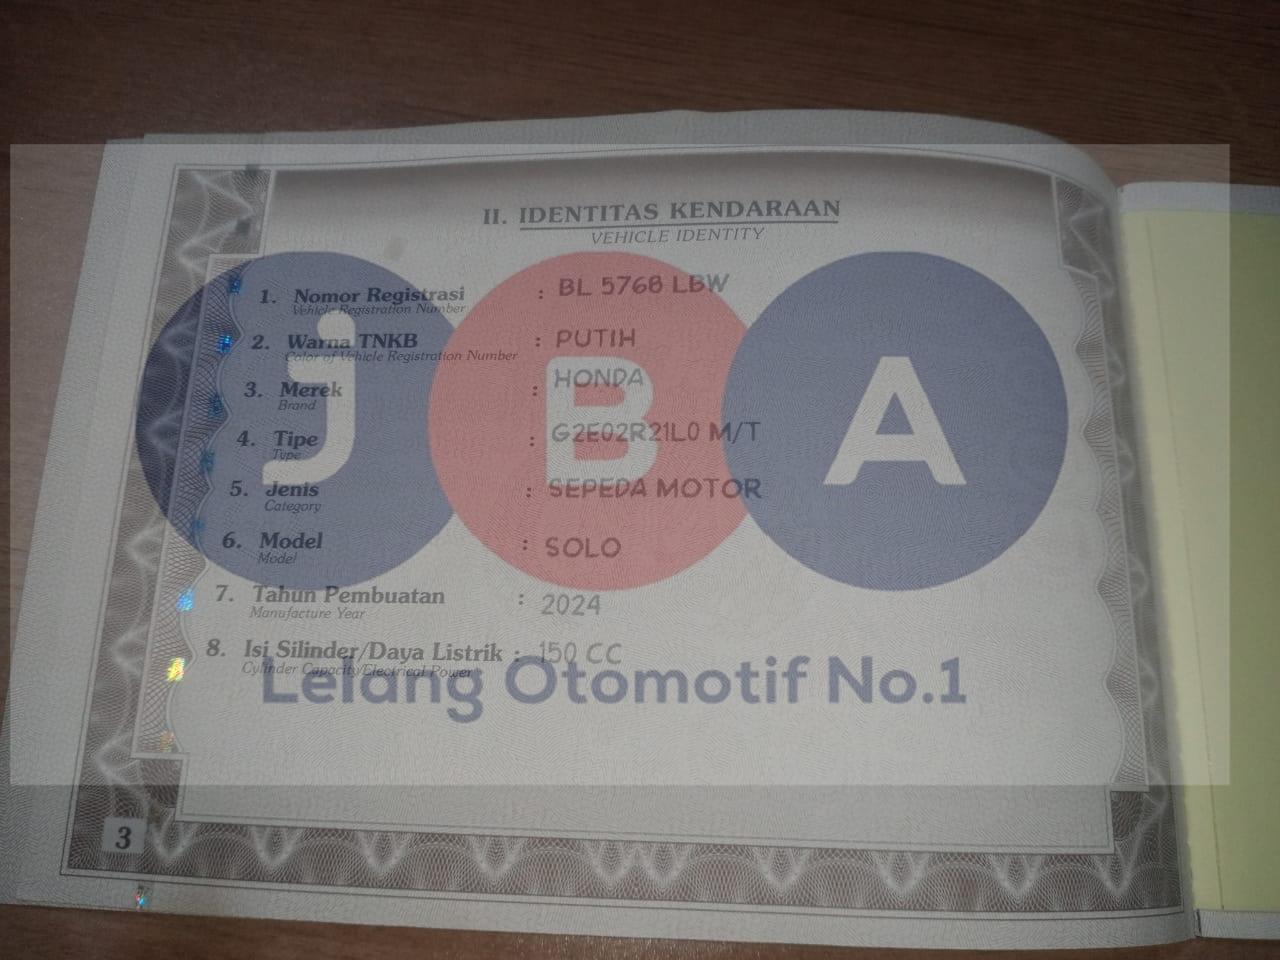 II. IDENTITAS KENDARAAN
VEHICLE IDENTITY
1. Nomor Registrasi : BL 5768 LBW
Vehicle Registration Number
2. Warna TNKB : PUTIH
Color of Vehicle Registration Number
3. Merek : HONDA
Brand
4. Tipe : G2E02R21L0 M/T
Type
5. Jenis : SEPEDA MOTOR
Category
6. Model : SOLO
Model
7. Tahun Pembuatan : 2024
Manufacture Year
8. Isi Silinder/Daya Listrik : 150 CC
Cylinder Capacity/Electrical Power
3
JBA
Lelang Otomotif No.1